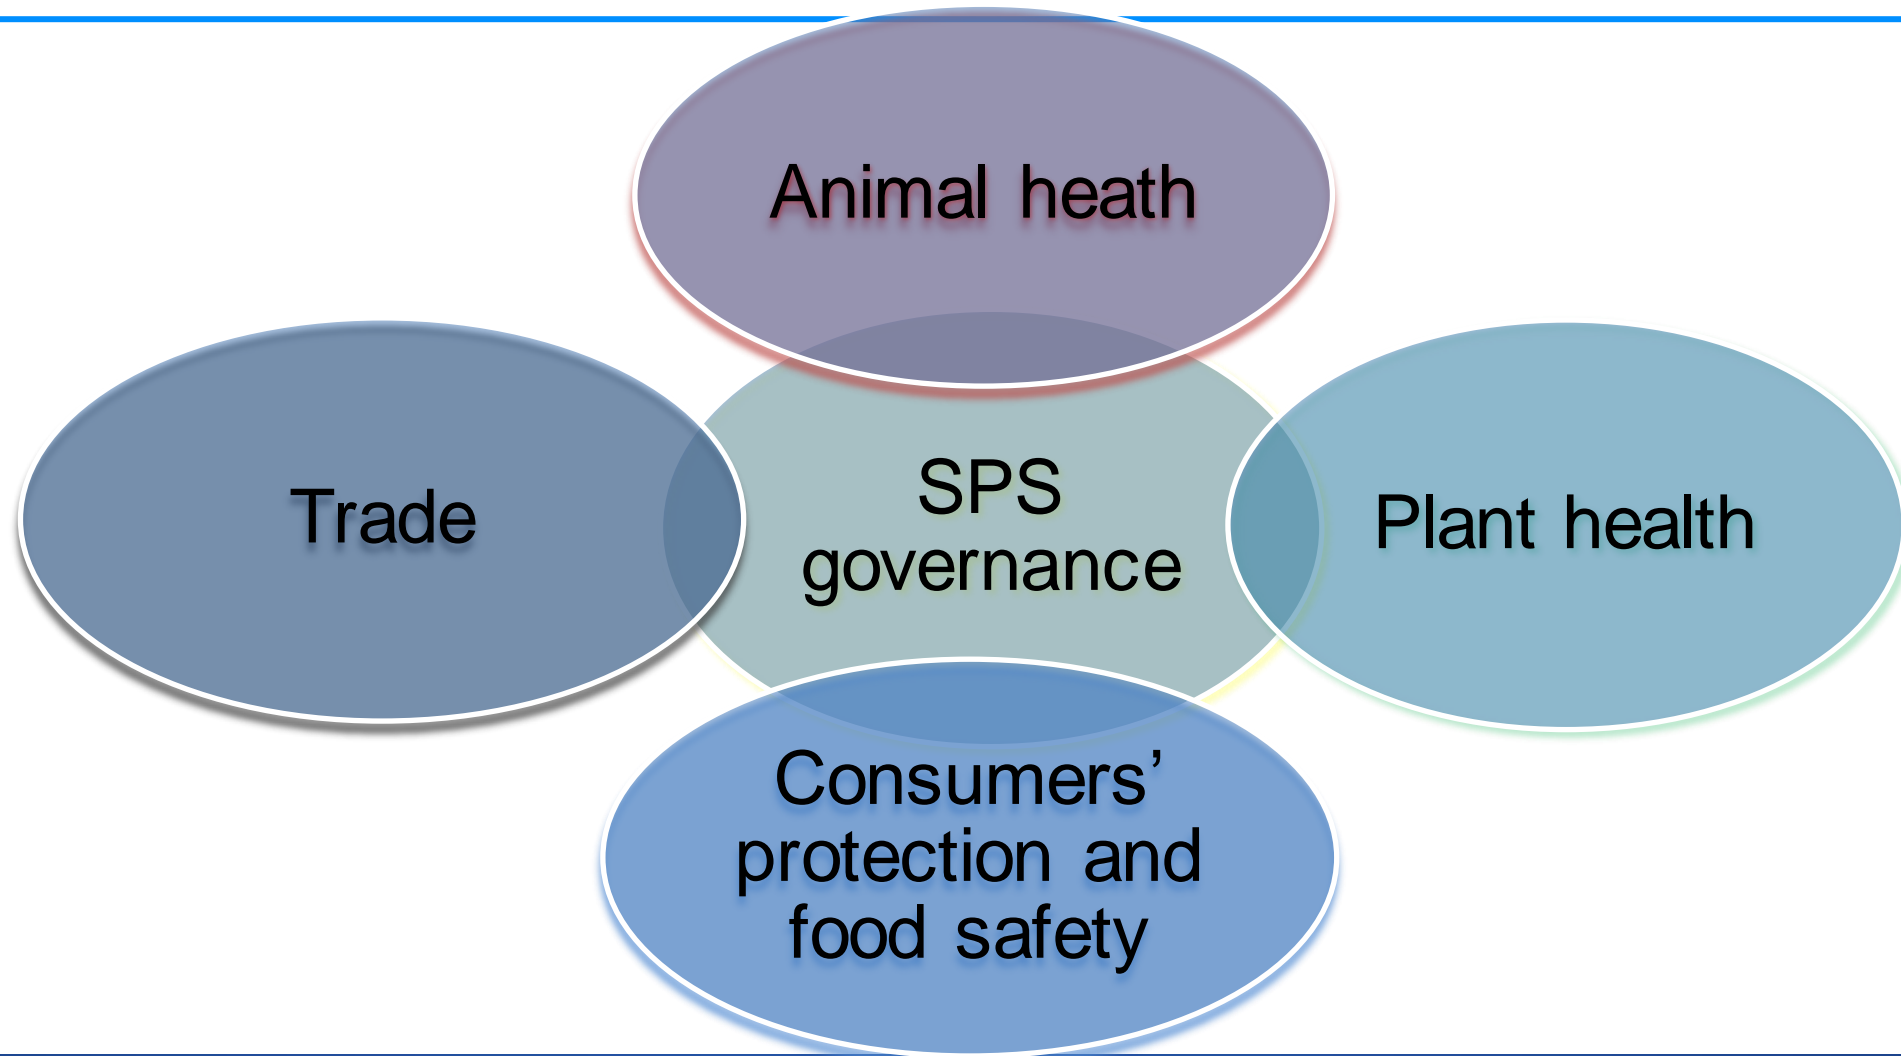 Animal heath
Trade
SPS
governance
Plant health
Consumers’
protection and
food safety